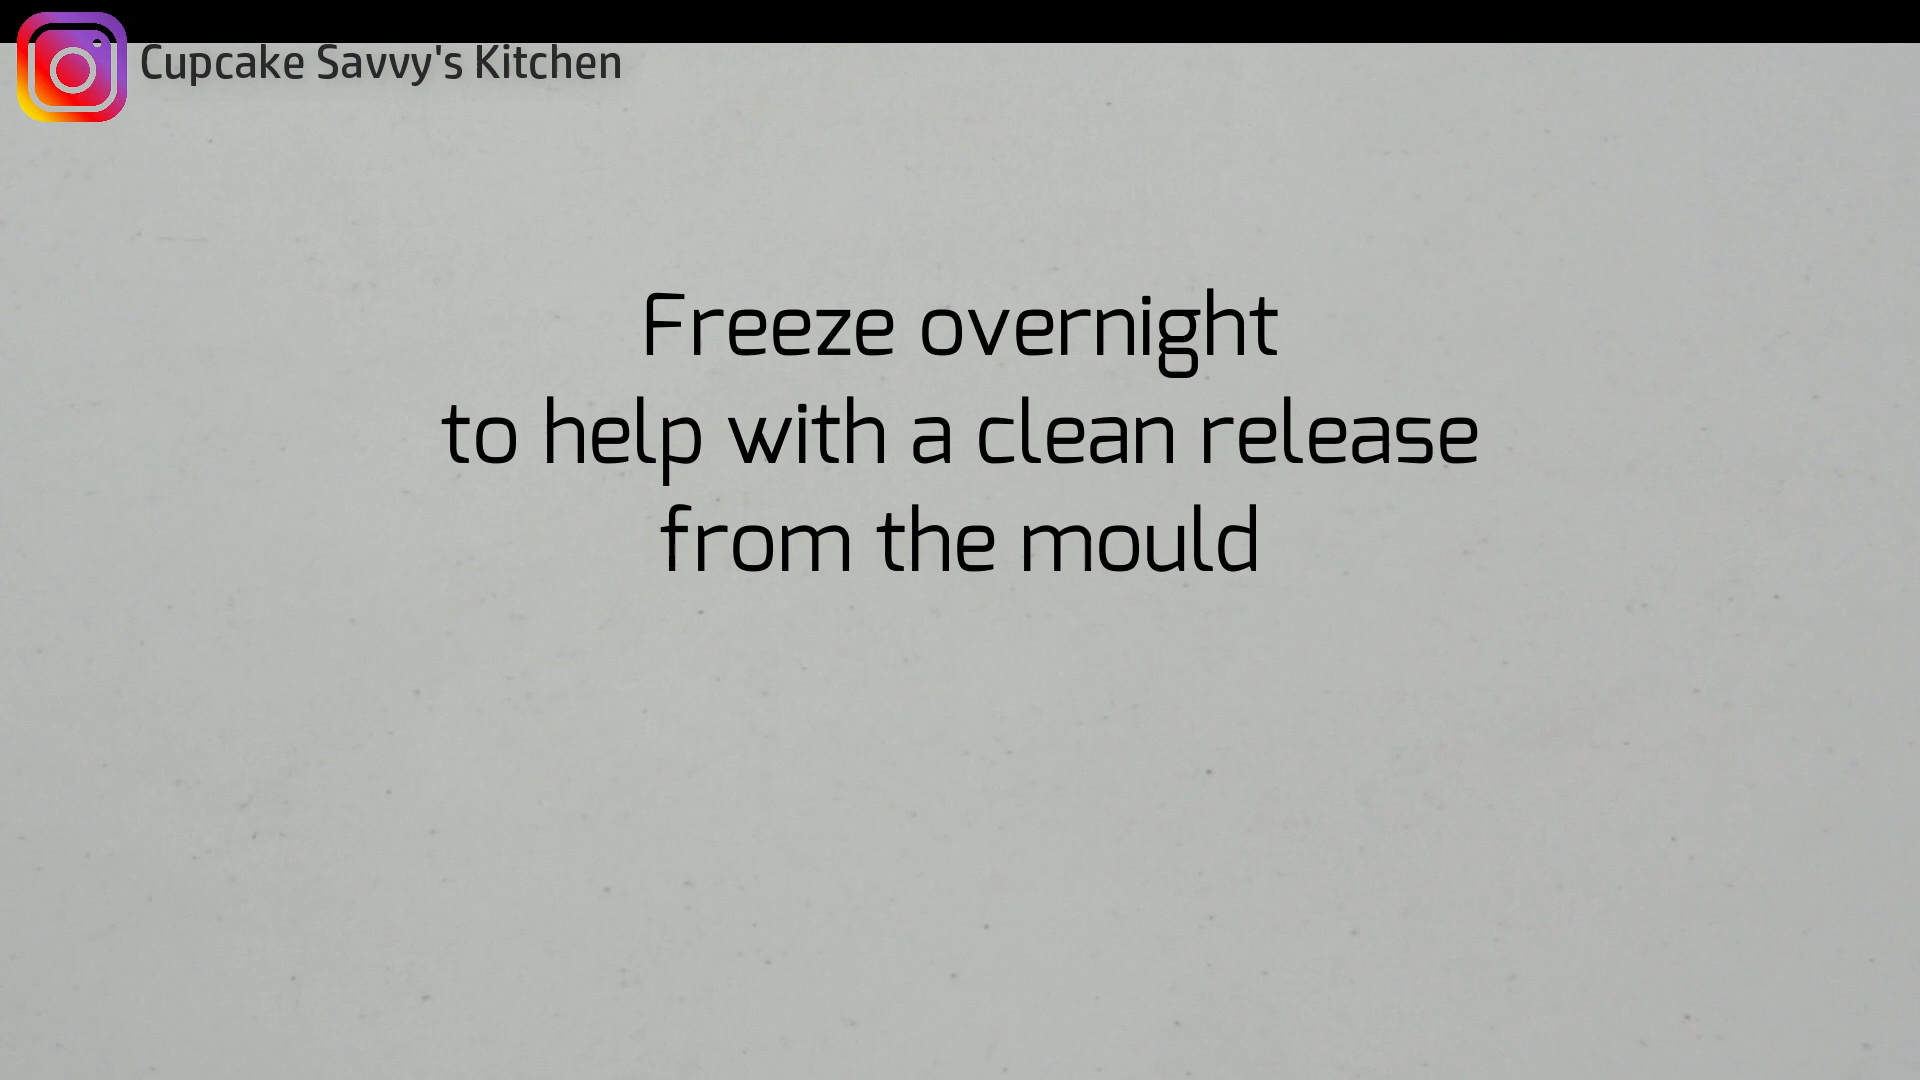 Cupcake Savvy's Kitchen
Freeze overnight
to help with a clean release
from the mould